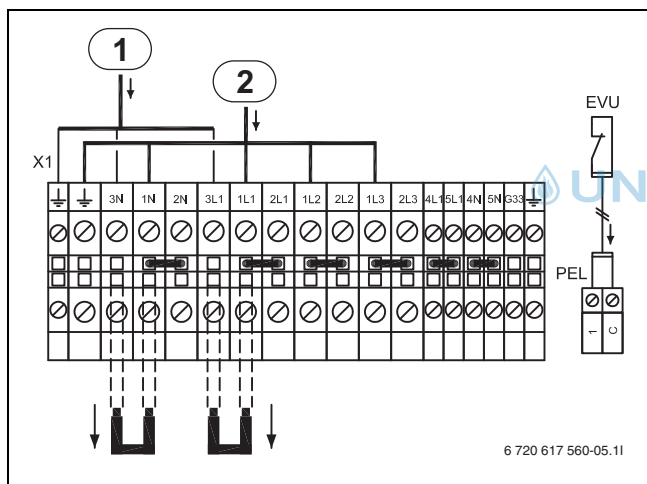 1
2
EVU
X1
UN
3N 1N 2N 3L1 1L1 2L1 1L2 2L2 1L3 2L3 4L1 5L1 4N 5N G33
PEL
1 C
6 720 617 560-05.1I